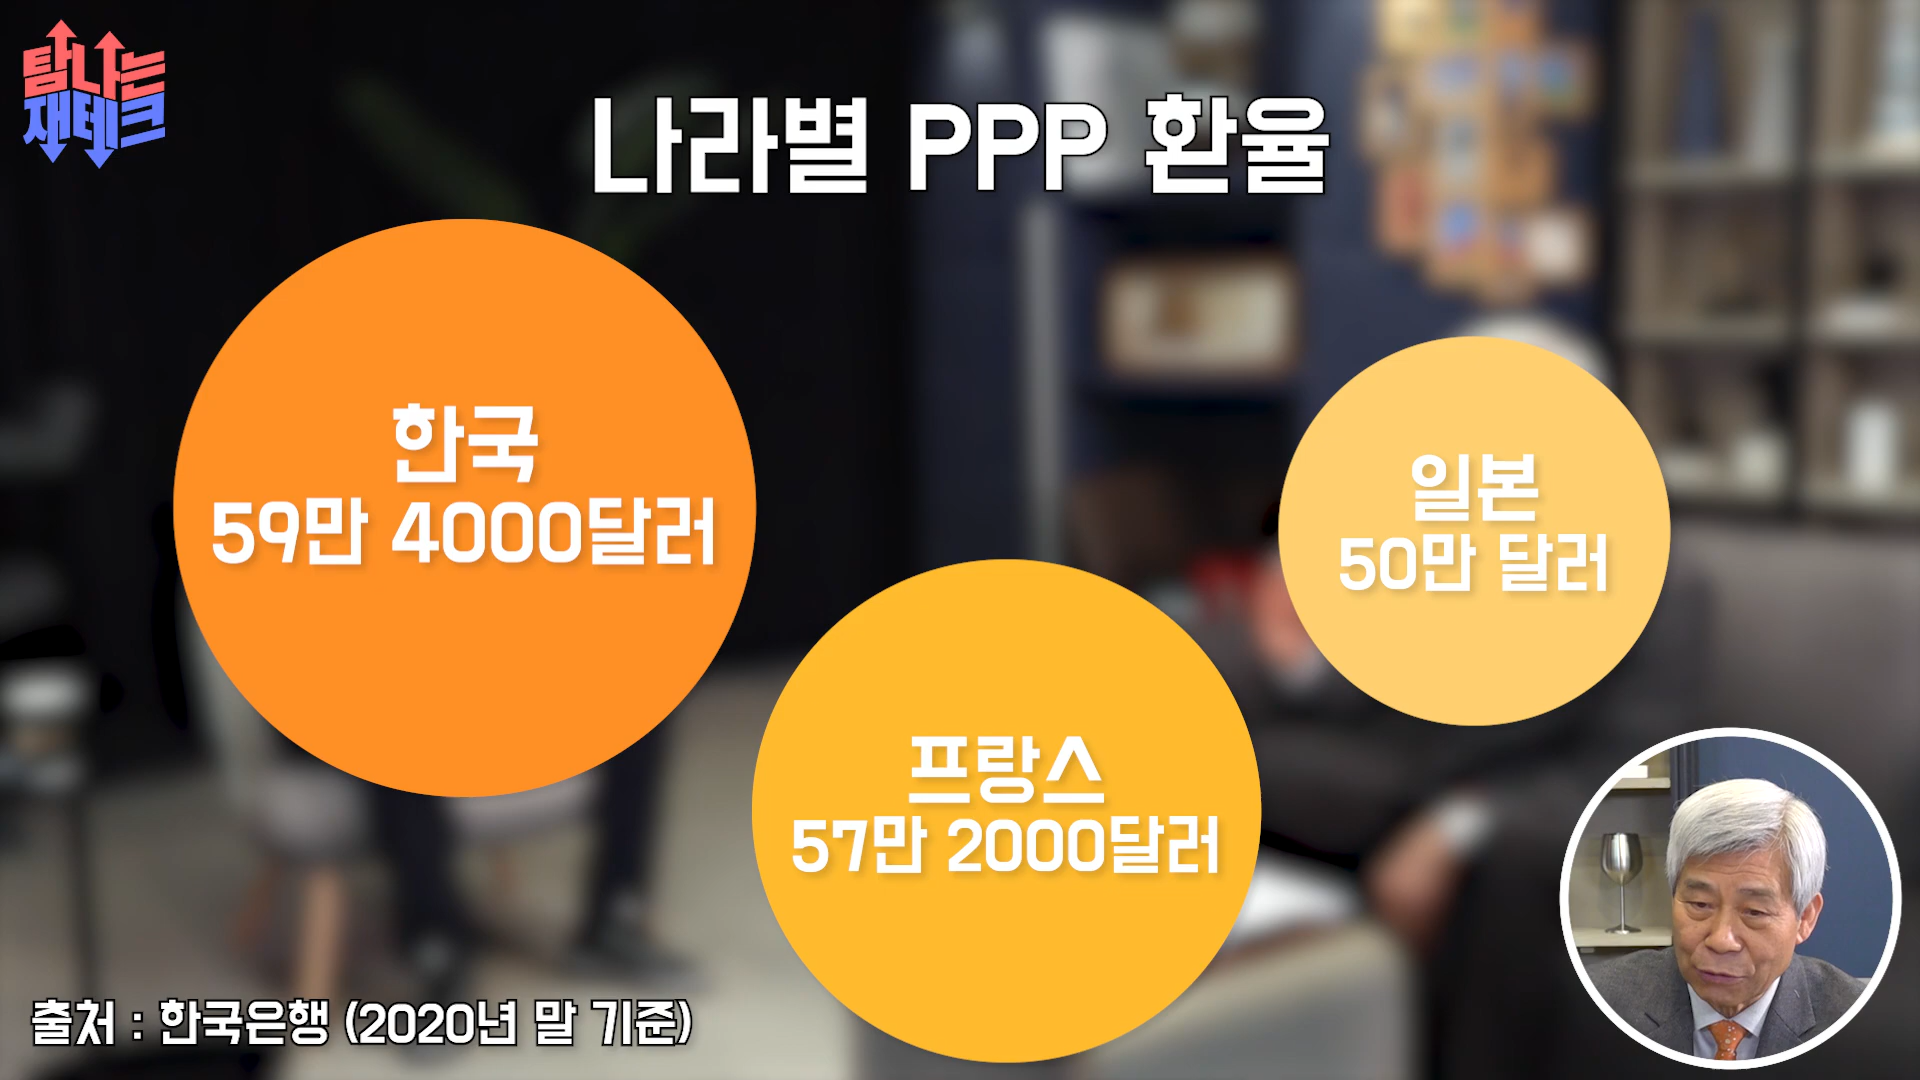 탐나는
재테크
나라별 PPP 환율
한국
59만 4000달러
일본
50만 달러
프랑스
57만 2000달러
출처 : 한국은행 (2020년 말 기준)